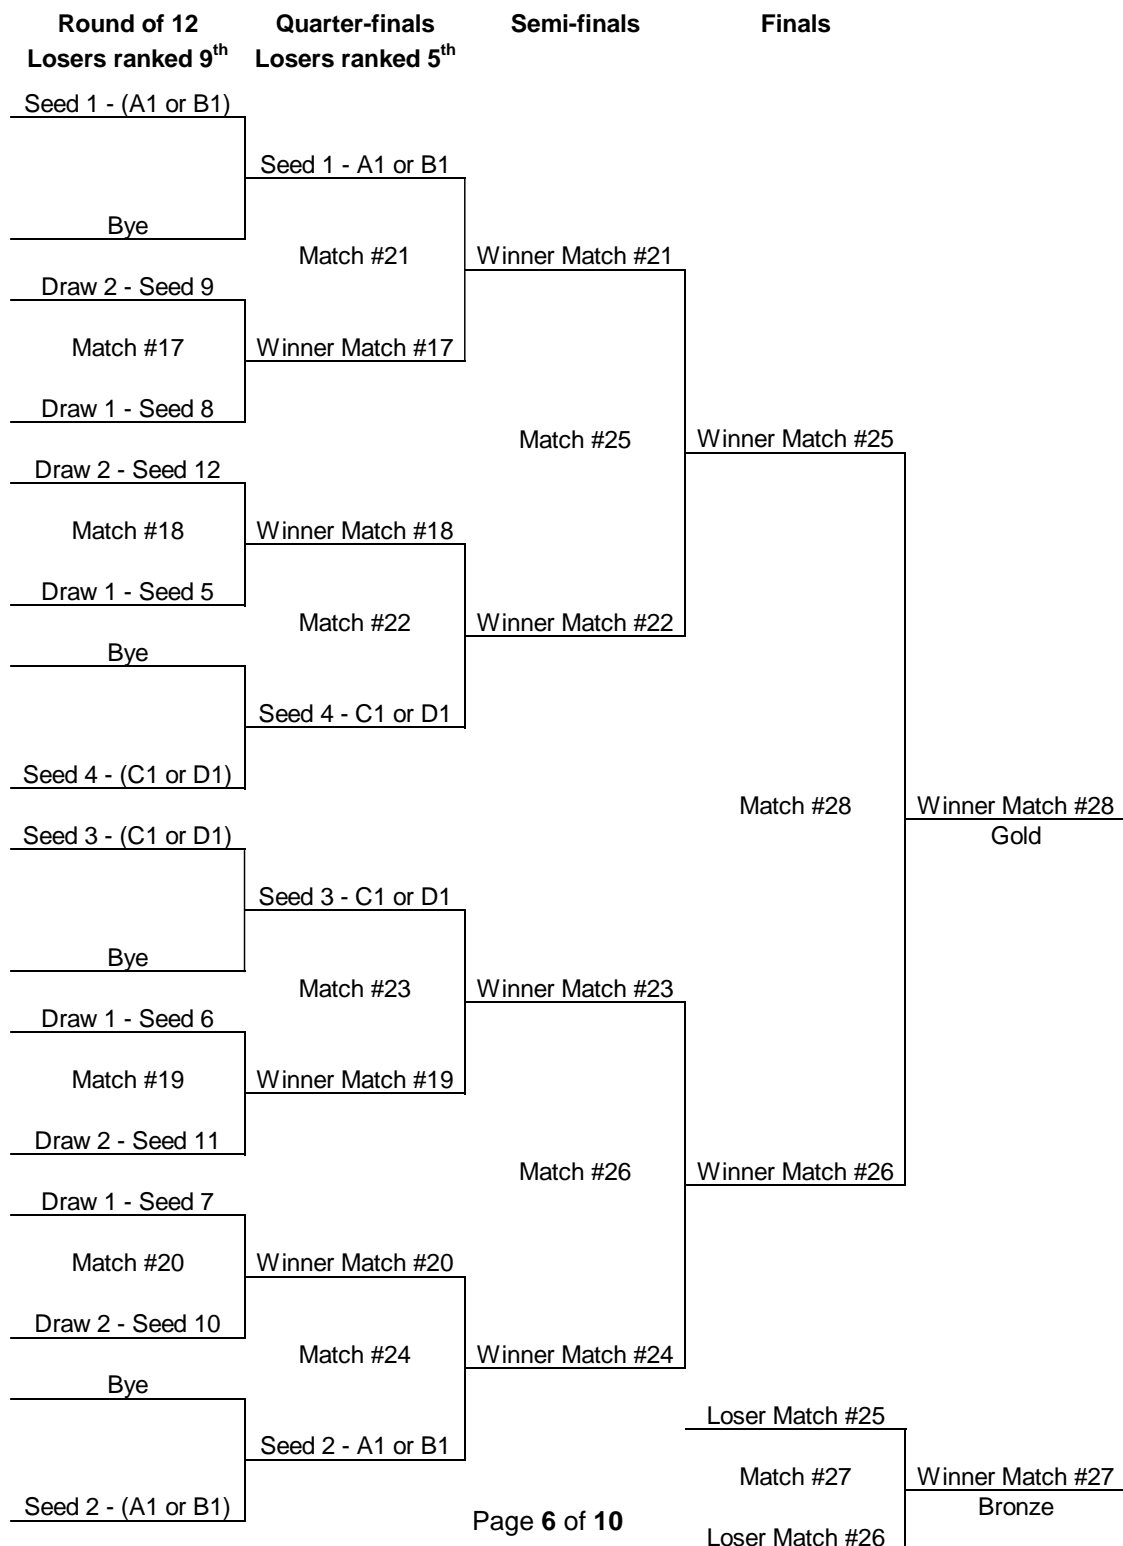 Round of 12 Quarter-finals Semi-finals Finals
Losers ranked 9th Losers ranked 5th
Seed 1 - (A1 or B1)
Seed 1 - A1 or B1
Bye
Match #21 Winner Match #21
Draw 2 - Seed 9
Match #17 Winner Match #17
Draw 1 - Seed 8
Match #25 Winner Match #25
Draw 2 - Seed 12
Match #18 Winner Match #18
Draw 1 - Seed 5
Match #22 Winner Match #22
Bye
Seed 4 - C1 or D1
Seed 4 - (C1 or D1)
Match #28 Winner Match #28
Seed 3 - (C1 or D1) Gold
Seed 3 - C1 or D1
Bye
Match #23 Winner Match #23
Draw 1 - Seed 6
Match #19 Winner Match #19
Draw 2 - Seed 11
Match #26 Winner Match #26
Draw 1 - Seed 7
Match #20 Winner Match #20
Draw 2 - Seed 10
Match #24 Winner Match #24
Bye
Loser Match #25
Seed 2 - A1 or B1
Match #27 Winner Match #27
Seed 2 - (A1 or B1) Bronze
Page 6 of 10
Loser Match #26